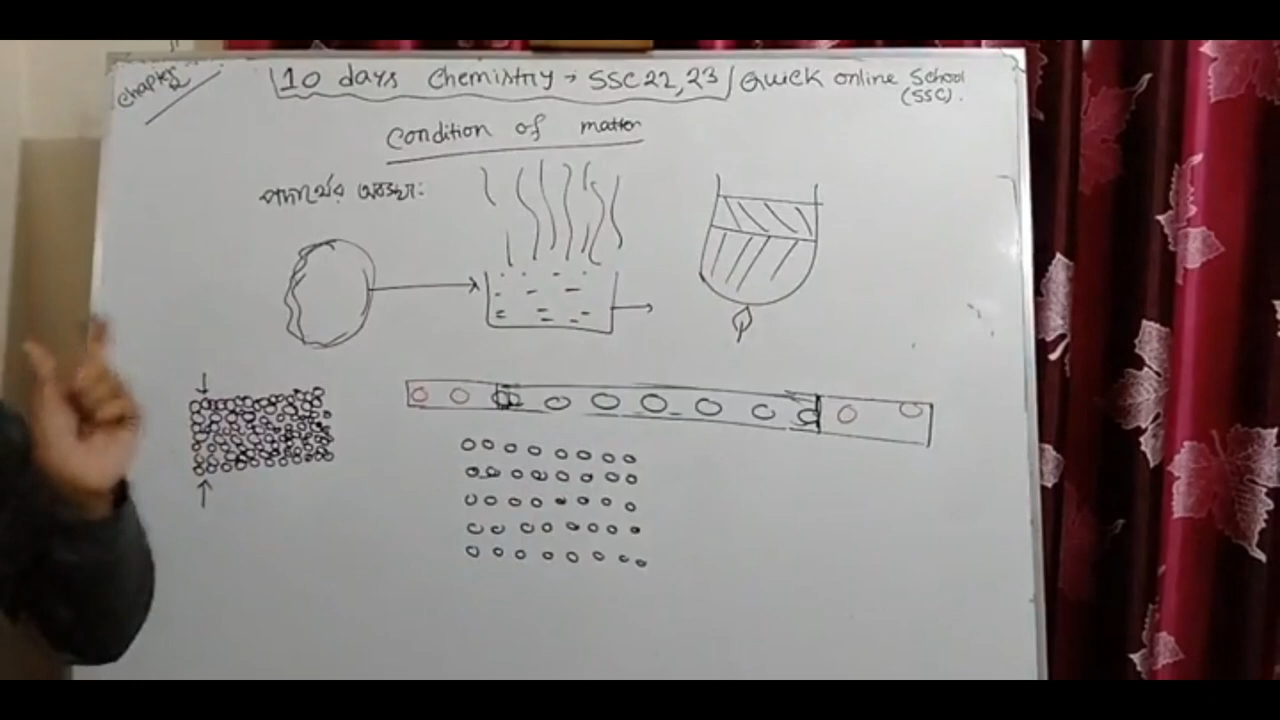 Chapter 2
10 days Chemistry → SSC 22, 23 / Quick online School
(SSC).
Condition of matter
পদার্থের অবস্থা: